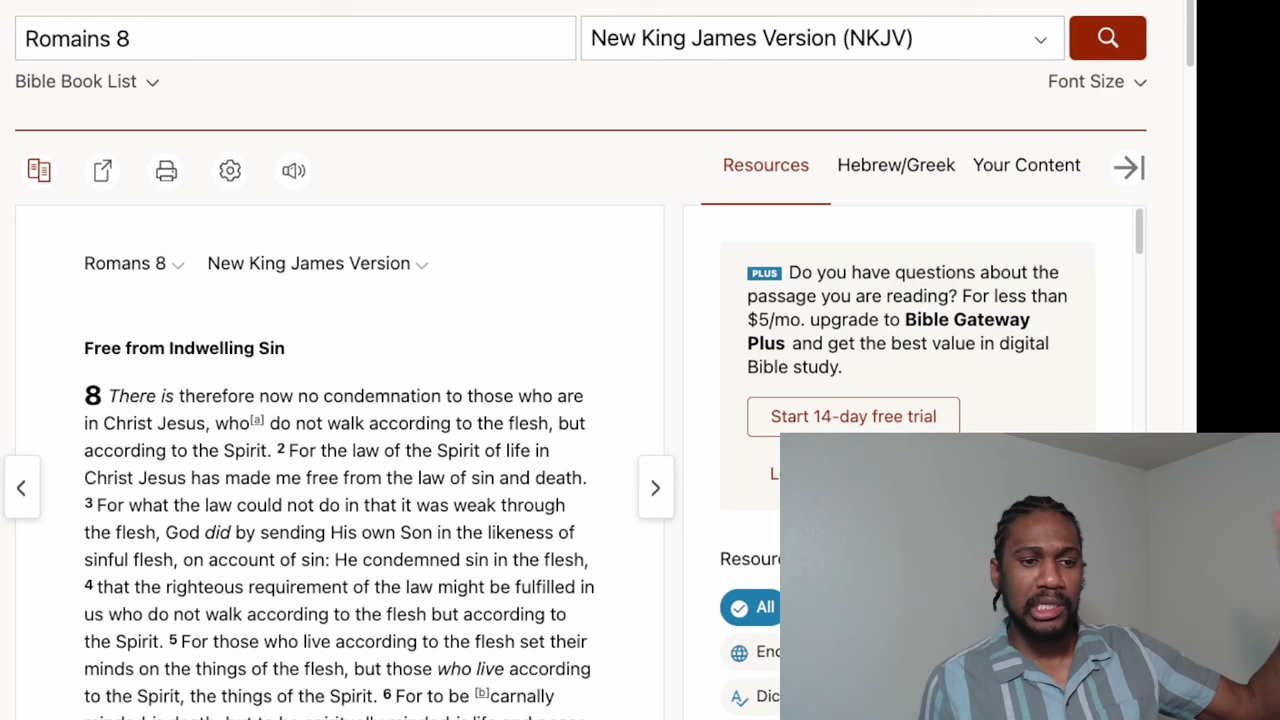 Romains 8
New King James Version (NKJV)
Bible Book List
Font Size
Resources
Hebrew/Greek
Your Content
Romans 8
New King James Version
Free from Indwelling Sin
8 There is therefore now no condemnation to those who are
in Christ Jesus, who[a] do not walk according to the flesh, but
according to the Spirit. 2 For the law of the Spirit of life in
Christ Jesus has made me free from the law of sin and death.
3 For what the law could not do in that it was weak through
the flesh, God did by sending His own Son in the likeness of
sinful flesh, on account of sin: He condemned sin in the flesh,
4 that the righteous requirement of the law might be fulfilled in
us who do not walk according to the flesh but according to
the Spirit. 5 For those who live according to the flesh set their
minds on the things of the flesh, but those who live according
to the Spirit, the things of the Spirit. 6 For to be [b]carnally
PLUS Do you have questions about the
passage you are reading? For less than
$5/mo. upgrade to Bible Gateway
Plus and get the best value in digital
Bible study.
Start 14-day free trial
All